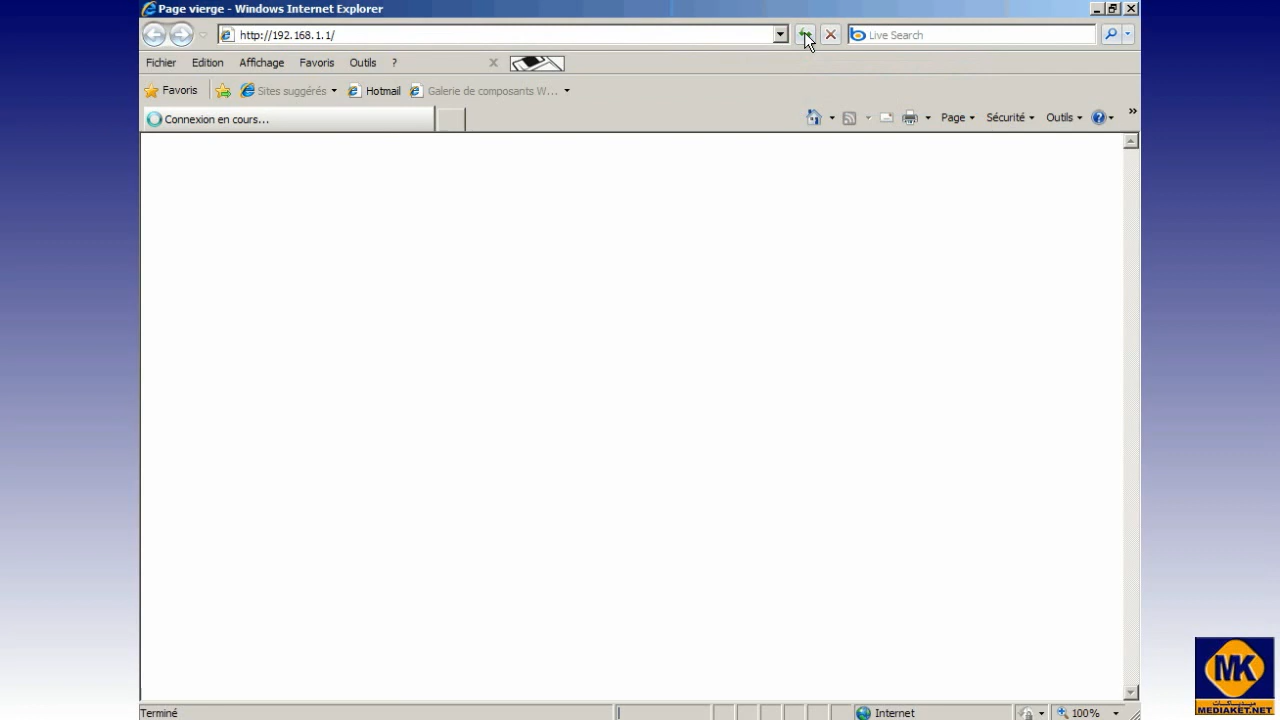 Page vierge - Windows Internet Explorer
http://192.168.1.1/
Live Search
Fichier Edition Affichage Favoris Outils ?
Favoris Sites suggérés Hotmail Galerie de composants W...
Connexion en cours...
Page Sécurité Outils
Terminé
Internet
100%
MK
ميدياكات
MEDIAKET.NET